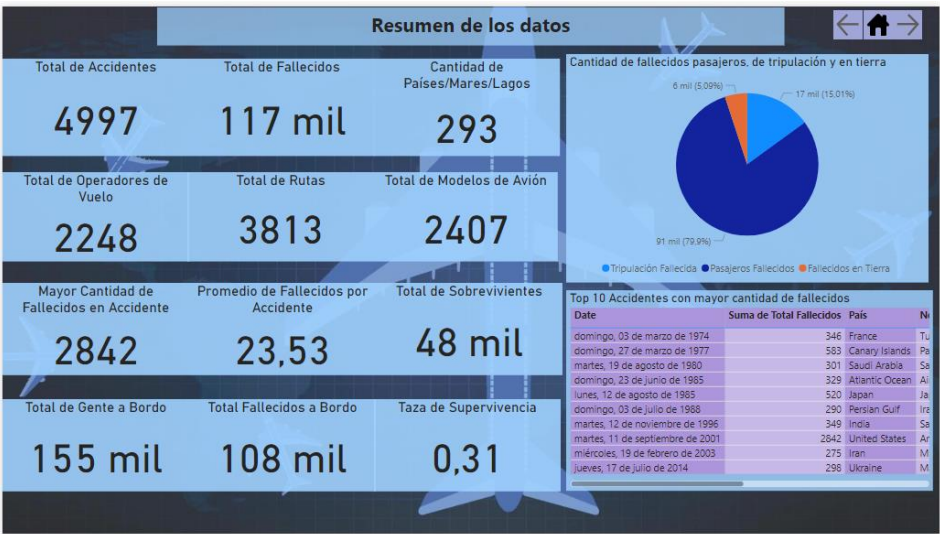 Resumen de los datos
Total de Accidentes
4997
Total de Fallecidos
117 mil
Cantidad de
Países/Mares/Lagos
293
Total de Operadores de
Vuelo
2248
Total de Rutas
3813
Total de Modelos de Avión
2407
Mayor Cantidad de
Fallecidos en Accidente
2842
Promedio de Fallecidos por
Accidente
23,53
Total de Sobrevivientes
48 mil
Total de Gente a Bordo
155 mil
Total Fallecidos a Bordo
108 mil
Taza de Supervivencia
0,31
Cantidad de fallecidos pasajeros, de tripulación y en tierra
6 mil (5,09%)
17 mil (15,01%)
91 mil (79,9%)
Tripulación Fallecida Pasajeros Fallecidos Fallecidos en Tierra
Top 10 Accidentes con mayor cantidad de fallecidos
Date Suma de Total Fallecidos País
domingo, 03 de marzo de 1974 346 France Tu
domingo, 27 de marzo de 1977 583 Canary Islands Pa
martes, 19 de agosto de 1980 301 Saudi Arabia Sa
domingo, 23 de junio de 1985 329 Atlantic Ocean Ai
lunes, 12 de agosto de 1985 520 Japan Ja
domingo, 03 de julio de 1988 290 Persian Gulf Ira
martes, 12 de noviembre de 1996 349 India Sa
martes, 11 de septiembre de 2001 2842 United States Ar
miércoles, 19 de febrero de 2003 275 Iran M
jueves, 17 de julio de 2014 298 Ukraine M